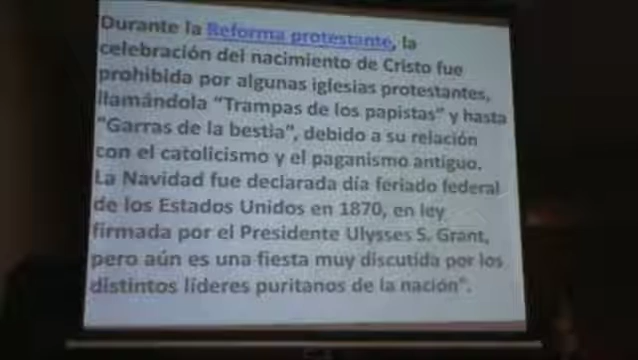 Durante la Reforma protestante, la
celebración del nacimiento de Cristo fue
prohibida por algunas iglesias protestantes,
llamándola "Trampas de los papistas" y hasta
"Garras de la bestia", debido a su relación
con el catolicismo y el paganismo antiguo.
La Navidad fue declarada día feriado federal
de los Estados Unidos en 1870, en ley
firmada por el Presidente Ulysses S. Grant,
pero aún es una fiesta muy discutida por los
distintos líderes puritanos de la nación".